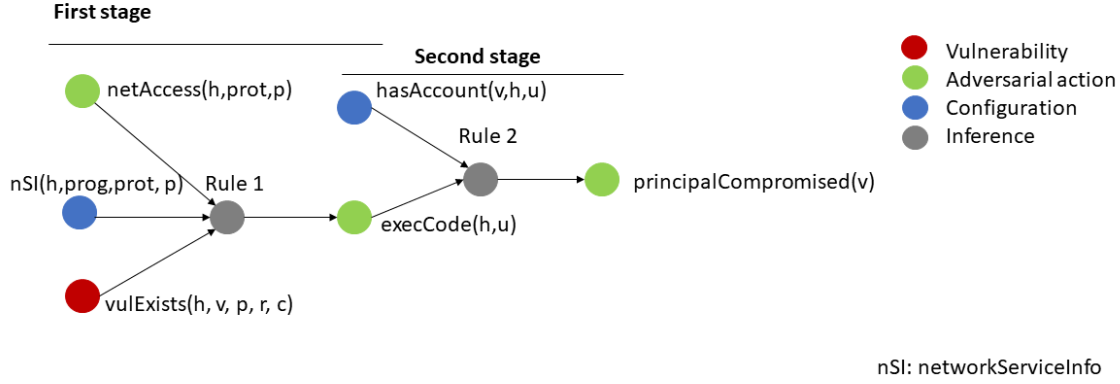 First stage
Second stage
netAccess(h,prot,p)
hasAccount(v,h,u)
Rule 2
nSI(h,prog,prot, p)
Rule 1
principalCompromised(v)
execCode(h,u)
vulExists(h, v, p, r, c)
Vulnerability
Adversarial action
Configuration
Inference
nSI: networkServiceInfo